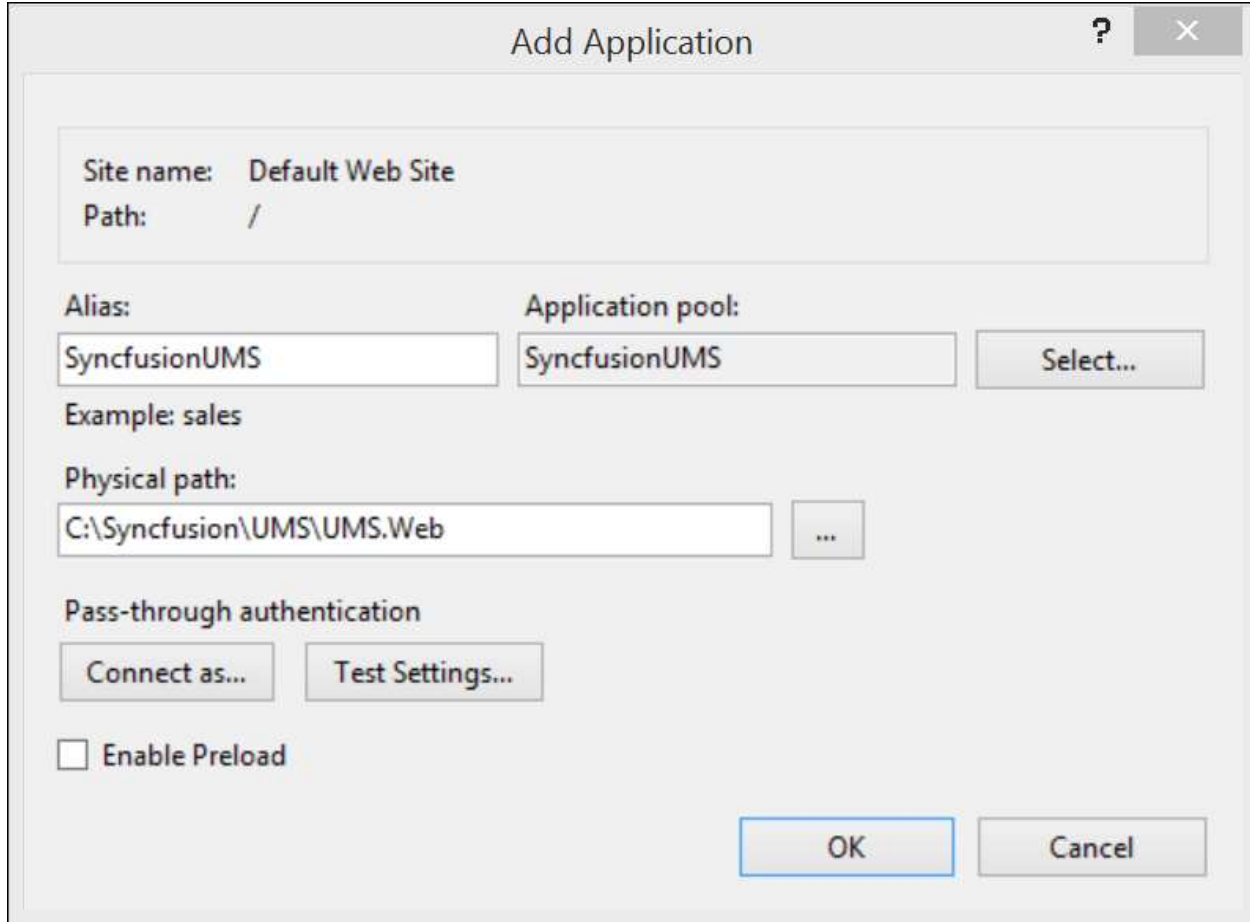 Add Application
?
Site name: Default Web Site
Path: /
Alias: Application pool:
SyncfusionUMS SyncfusionUMS Select...
Example: sales
Physical path:
C:\Syncfusion\UMS\UMS.Web ...
Pass-through authentication
Connect as... Test Settings...
Enable Preload
OK Cancel